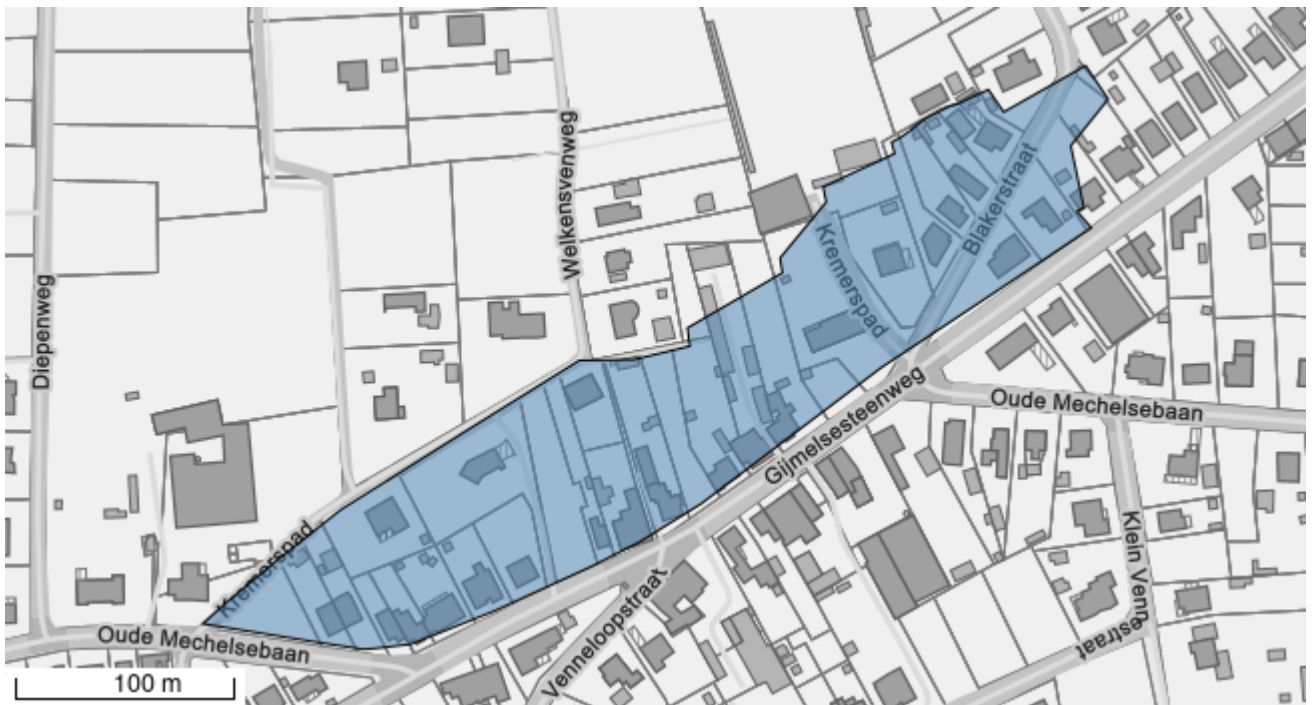 Welkensvenweg
Diepenweg
Blakerstraat
Kremerspad
Oude Mechelsebaan
Gijmelsesteenweg
Kremerspad
Klein Vennestraat
Oude Mechelsebaan
Venneloopstraat
100 m